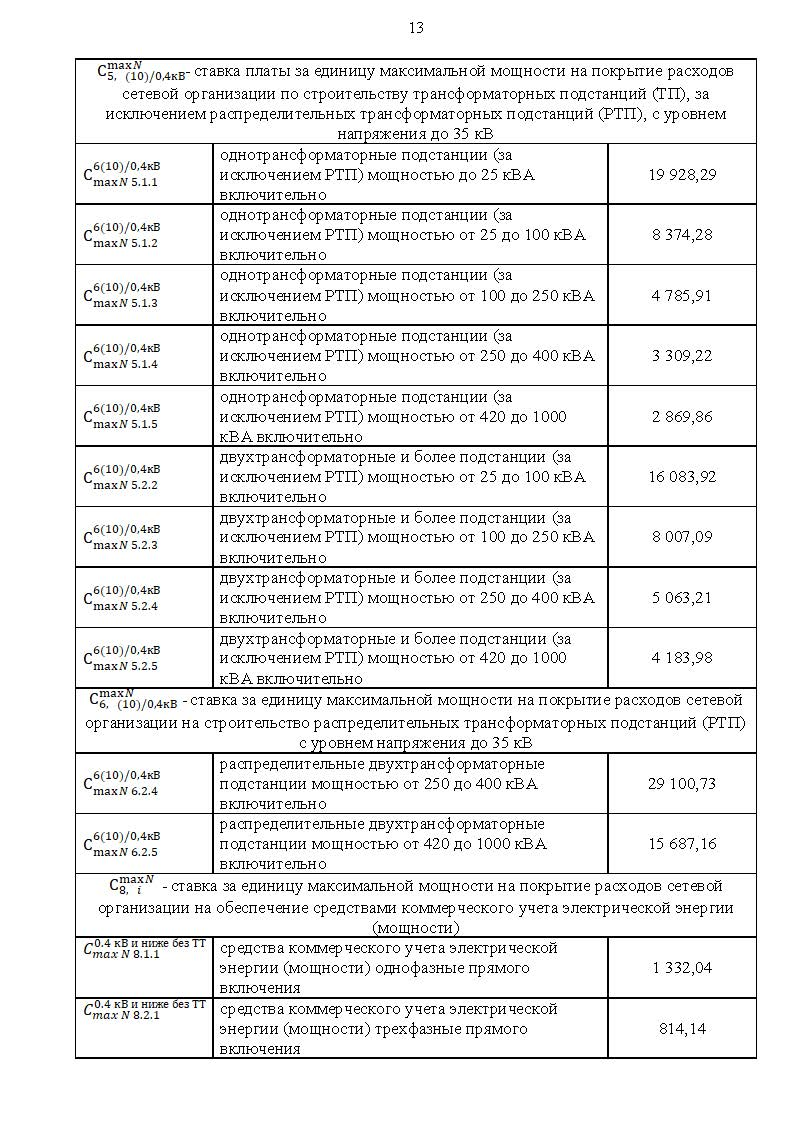 13
C^{maxN}_{5, (10)/0,4кВ}- ставка платы за единицу максимальной мощности на покрытие расходов
сетевой организации по строительству трансформаторных подстанций (ТП), за
исключением распределительных трансформаторных подстанций (РТП), с уровнем
напряжения до 35 кВ
C^{6(10)/0,4кВ}_{maxN 5.1.1}
однотрансформаторные подстанции (за
исключением РТП) мощностью до 25 кВА
включительно
19 928,29
C^{6(10)/0,4кВ}_{maxN 5.1.2}
однотрансформаторные подстанции (за
исключением РТП) мощностью от 25 до 100 кВА
включительно
8 374,28
C^{6(10)/0,4кВ}_{maxN 5.1.3}
однотрансформаторные подстанции (за
исключением РТП) мощностью от 100 до 250 кВА
включительно
4 785,91
C^{6(10)/0,4кВ}_{maxN 5.1.4}
однотрансформаторные подстанции (за
исключением РТП) мощностью от 250 до 400 кВА
включительно
3 309,22
C^{6(10)/0,4кВ}_{maxN 5.1.5}
однотрансформаторные подстанции (за
исключением РТП) мощностью от 420 до 1000
кВА включительно
2 869,86
C^{6(10)/0,4кВ}_{maxN 5.2.2}
двухтрансформаторные и более подстанции (за
исключением РТП) мощностью от 25 до 100 кВА
включительно
16 083,92
C^{6(10)/0,4кВ}_{maxN 5.2.3}
двухтрансформаторные и более подстанции (за
исключением РТП) мощностью от 100 до 250 кВА
включительно
8 007,09
C^{6(10)/0,4кВ}_{maxN 5.2.4}
двухтрансформаторные и более подстанции (за
исключением РТП) мощностью от 250 до 400 кВА
включительно
5 063,21
C^{6(10)/0,4кВ}_{maxN 5.2.5}
двухтрансформаторные и более подстанции (за
исключением РТП) мощностью от 420 до 1000
кВА включительно
4 183,98
C^{maxN}_{6, (10)/0,4кВ} - ставка за единицу максимальной мощности на покрытие расходов сетевой
организации на строительство распределительных трансформаторных подстанций (РТП)
с уровнем напряжения до 35 кВ
C^{6(10)/0,4кВ}_{maxN 6.2.4}
распределительные двухтрансформаторные
подстанции мощностью от 250 до 400 кВА
включительно
29 100,73
C^{6(10)/0,4кВ}_{maxN 6.2.5}
распределительные двухтрансформаторные
подстанции мощностью от 420 до 1000 кВА
включительно
15 687,16
C^{maxN}_{8, i} - ставка за единицу максимальной мощности на покрытие расходов сетевой
организации на обеспечение средствами коммерческого учета электрической энергии
(мощности)
C^{0.4 кВ и ниже без ТТ}_{max N 8.1.1}
средства коммерческого учета электрической
энергии (мощности) однофазные прямого
включения
1 332,04
C^{0.4 кВ и ниже без ТТ}_{max N 8.2.1}
средства коммерческого учета электрической
энергии (мощности) трехфазные прямого
включения
814,14